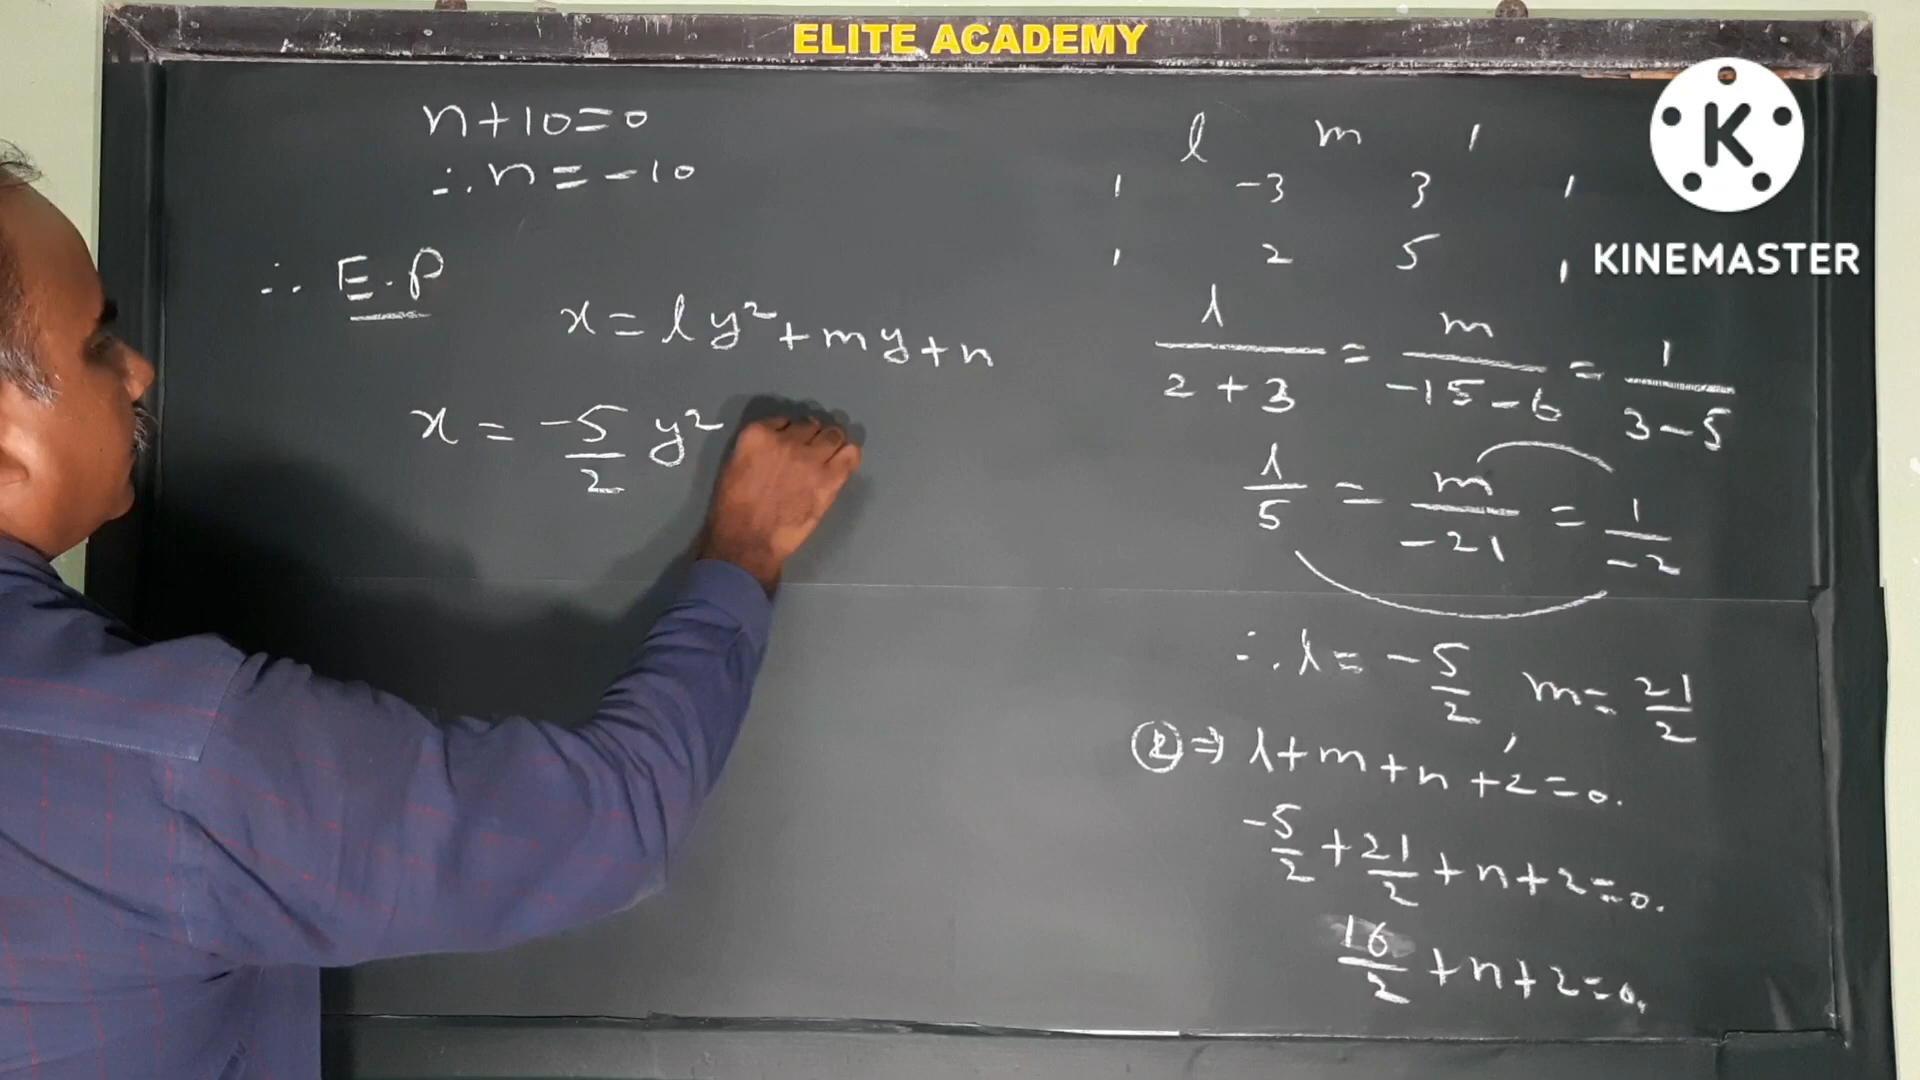 ELITE ACADEMY
n+10=0
∴ n = -10
∴ E.P
x = ly²+my+n
x = -5/2 y²
l m 1
1 -3 3 1
1 2 5 1
l/2+3 = m/-15-6 = 1/3-5
l/5 = m/-21 = 1/-2
∴ l = -5/2, m = 21/2
② ⇒ l+m+n+2=0.
-5/2 + 21/2 + n+2=0.
16/2 + n+2=0.
K
KINEMASTER